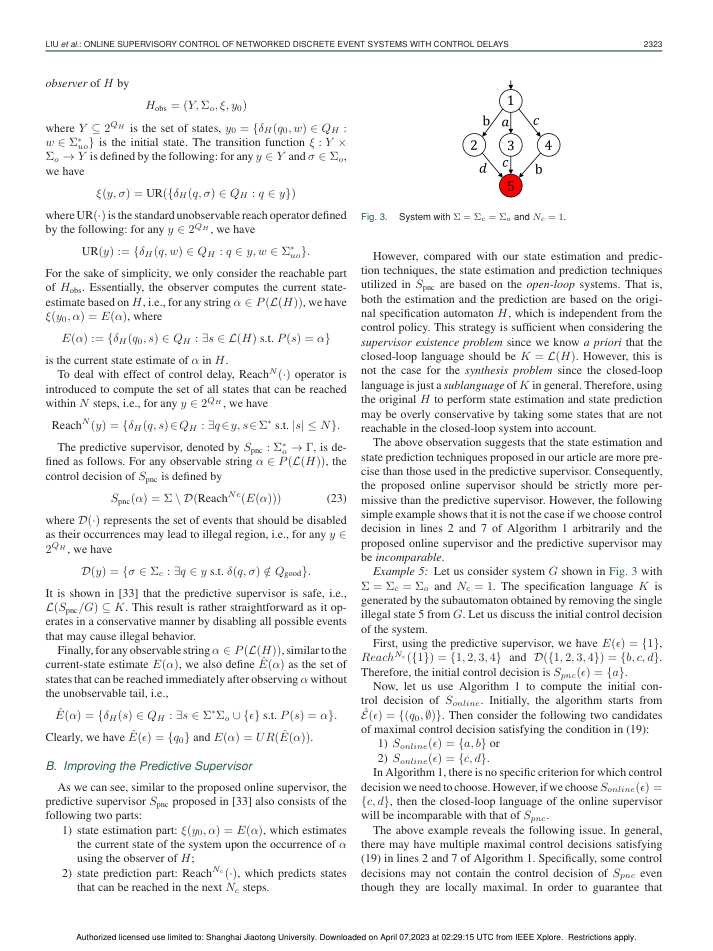 LIU et al.: ONLINE SUPERVISORY CONTROL OF NETWORKED DISCRETE EVENT SYSTEMS WITH CONTROL DELAYS 2323
observer of H by
H_obs = (Y, Σ_o, ξ, y_0)
where Y ⊆ 2^{Q_H} is the set of states, y_0 = {δ_H(q_0, w) ∈ Q_H :
w ∈ Σ*_{uo}} is the initial state. The transition function ξ : Y ×
Σ_o → Y is defined by the following: for any y ∈ Y and σ ∈ Σ_o,
we have
ξ(y, σ) = UR({δ_H(q, σ) ∈ Q_H : q ∈ y})
where UR(·) is the standard unobservable reach operator defined
by the following: for any y ∈ 2^{Q_H}, we have
UR(y) := {δ_H(q, w) ∈ Q_H : q ∈ y, w ∈ Σ*_{uo}}.
For the sake of simplicity, we only consider the reachable part
of H_obs. Essentially, the observer computes the current state-
estimate based on H, i.e., for any string α ∈ P(L(H)), we have
ξ(y_0, α) = E(α), where
E(α) := {δ_H(q_0, s) ∈ Q_H : ∃s ∈ L(H) s.t. P(s) = α}
is the current state estimate of α in H.
To deal with effect of control delay, Reach^N(·) operator is
introduced to compute the set of all states that can be reached
within N steps, i.e., for any y ∈ 2^{Q_H}, we have
Reach^N(y) = {δ_H(q, s) ∈ Q_H : ∃q ∈ y, s ∈ Σ* s.t. |s| ≤ N}.
The predictive supervisor, denoted by S_pnc : Σ*_o → Γ, is de-
fined as follows. For any observable string α ∈ P(L(H)), the
control decision of S_pnc is defined by
S_pnc(α) = Σ \ D(Reach^{N_c}(E(α))) (23)
where D(·) represents the set of events that should be disabled
as their occurrences may lead to illegal region, i.e., for any y ∈
2^{Q_H}, we have
D(y) = {σ ∈ Σ_c : ∃q ∈ y s.t. δ(q, σ) ∉ Q_good}.
It is shown in [33] that the predictive supervisor is safe, i.e.,
L(S_pnc/G) ⊆ K. This result is rather straightforward as it op-
erates in a conservative manner by disabling all possible events
that may cause illegal behavior.
Finally, for any observable string α ∈ P(L(H)), similar to the
current-state estimate E(α), we also define Ê(α) as the set of
states that can be reached immediately after observing α without
the unobservable tail, i.e.,
Ê(α) = {δ_H(s) ∈ Q_H : ∃s ∈ Σ*Σ_o ∪ {ϵ} s.t. P(s) = α}.
Clearly, we have Ê(ϵ) = {q_0} and E(α) = UR(Ê(α)).
B. Improving the Predictive Supervisor
As we can see, similar to the proposed online supervisor, the
predictive supervisor S_pnc proposed in [33] also consists of the
following two parts:
1) state estimation part: ξ(y_0, α) = E(α), which estimates
the current state of the system upon the occurrence of α
using the observer of H;
2) state prediction part: Reach^{N_c}(·), which predicts states
that can be reached in the next N_c steps.
1
b a c
2 3 4
d c b
5
Fig. 3. System with Σ = Σ_c = Σ_o and N_c = 1.
However, compared with our state estimation and predic-
tion techniques, the state estimation and prediction techniques
utilized in S_pnc are based on the open-loop systems. That is,
both the estimation and the prediction are based on the origi-
nal specification automaton H, which is independent from the
control policy. This strategy is sufficient when considering the
supervisor existence problem since we know a priori that the
closed-loop language should be K = L(H). However, this is
not the case for the synthesis problem since the closed-loop
language is just a sublanguage of K in general. Therefore, using
the original H to perform state estimation and state prediction
may be overly conservative by taking some states that are not
reachable in the closed-loop system into account.
The above observation suggests that the state estimation and
state prediction techniques proposed in our article are more pre-
cise than those used in the predictive supervisor. Consequently,
the proposed online supervisor should be strictly more per-
missive than the predictive supervisor. However, the following
simple example shows that it is not the case if we choose control
decision in lines 2 and 7 of Algorithm 1 arbitrarily and the
proposed online supervisor and the predictive supervisor may
be incomparable.
Example 5: Let us consider system G shown in Fig. 3 with
Σ = Σ_c = Σ_o and N_c = 1. The specification language K is
generated by the subautomaton obtained by removing the single
illegal state 5 from G. Let us discuss the initial control decision
of the system.
First, using the predictive supervisor, we have E(ϵ) = {1},
Reach^{N_c}({1}) = {1, 2, 3, 4} and D({1, 2, 3, 4}) = {b, c, d}.
Therefore, the initial control decision is S_pnc(ϵ) = {a}.
Now, let us use Algorithm 1 to compute the initial con-
trol decision of S_online. Initially, the algorithm starts from
Ê(ϵ) = {(q_0, ∅)}. Then consider the following two candidates
of maximal control decision satisfying the condition in (19):
1) S_online(ϵ) = {a, b} or
2) S_online(ϵ) = {c, d}.
In Algorithm 1, there is no specific criterion for which control
decision we need to choose. However, if we choose S_online(ϵ) =
{c, d}, then the closed-loop language of the online supervisor
will be incomparable with that of S_pnc.
The above example reveals the following issue. In general,
there may have multiple maximal control decisions satisfying
(19) in lines 2 and 7 of Algorithm 1. Specifically, some control
decisions may not contain the control decision of S_pnc even
though they are locally maximal. In order to guarantee that
Authorized licensed use limited to: Shanghai Jiaotong University. Downloaded on April 07,2023 at 02:29:15 UTC from IEEE Xplore. Restrictions apply.